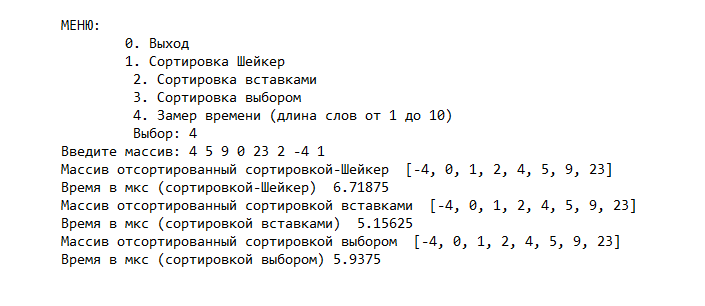 МЕНЮ:
0. Выход
1. Сортировка Шейкер
2. Сортировка вставками
3. Сортировка выбором
4. Замер времени (длина слов от 1 до 10)
Выбор: 4
Введите массив: 4 5 9 0 23 2 -4 1
Массив отсортированный сортировкой-Шейкер  [-4, 0, 1, 2, 4, 5, 9, 23]
Время в мкс (сортировкой-Шейкер)  6.71875
Массив отсортированный сортировкой вставками  [-4, 0, 1, 2, 4, 5, 9, 23]
Время в мкс (сортировкой вставками)  5.15625
Массив отсортированный сортировкой выбором  [-4, 0, 1, 2, 4, 5, 9, 23]
Время в мкс (сортировкой выбором) 5.9375